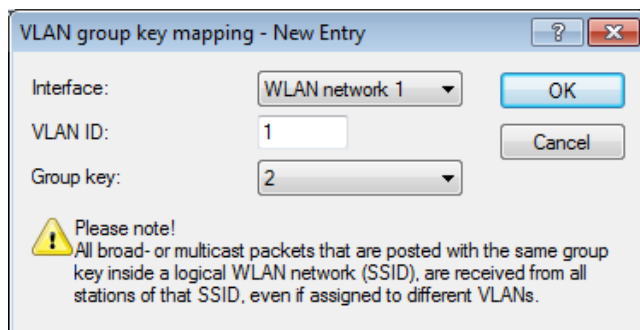 VLAN group key mapping - New Entry
Interface: WLAN network 1 OK
VLAN ID: 1 Cancel
Group key: 2
Please note!
All broad- or multicast packets that are posted with the same group
key inside a logical WLAN network (SSID), are received from all
stations of that SSID, even if assigned to different VLANs.